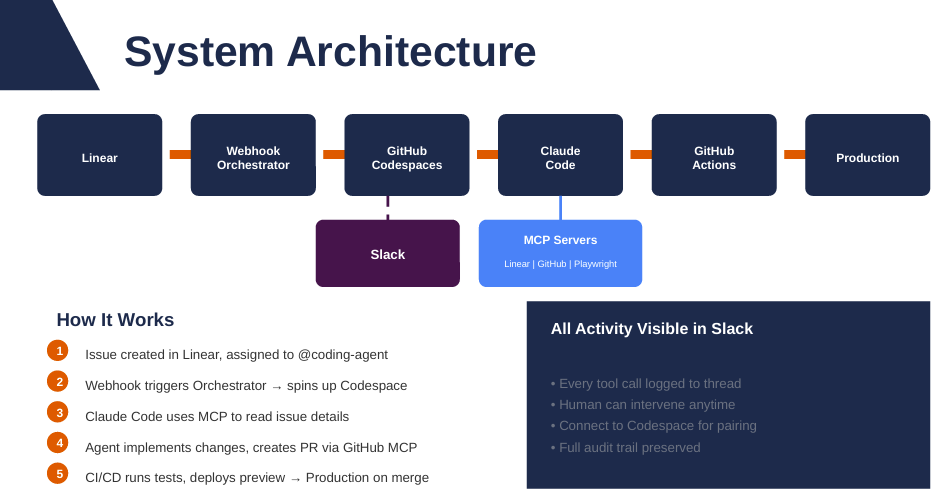 System Architecture
Linear
Webhook
Orchestrator
GitHub
Codespaces
Claude
Code
GitHub
Actions
Production
Slack
MCP Servers
Linear | GitHub | Playwright
How It Works
1 Issue created in Linear, assigned to @coding-agent
2 Webhook triggers Orchestrator → spins up Codespace
3 Claude Code uses MCP to read issue details
4 Agent implements changes, creates PR via GitHub MCP
5 CI/CD runs tests, deploys preview → Production on merge
All Activity Visible in Slack
• Every tool call logged to thread
• Human can intervene anytime
• Connect to Codespace for pairing
• Full audit trail preserved